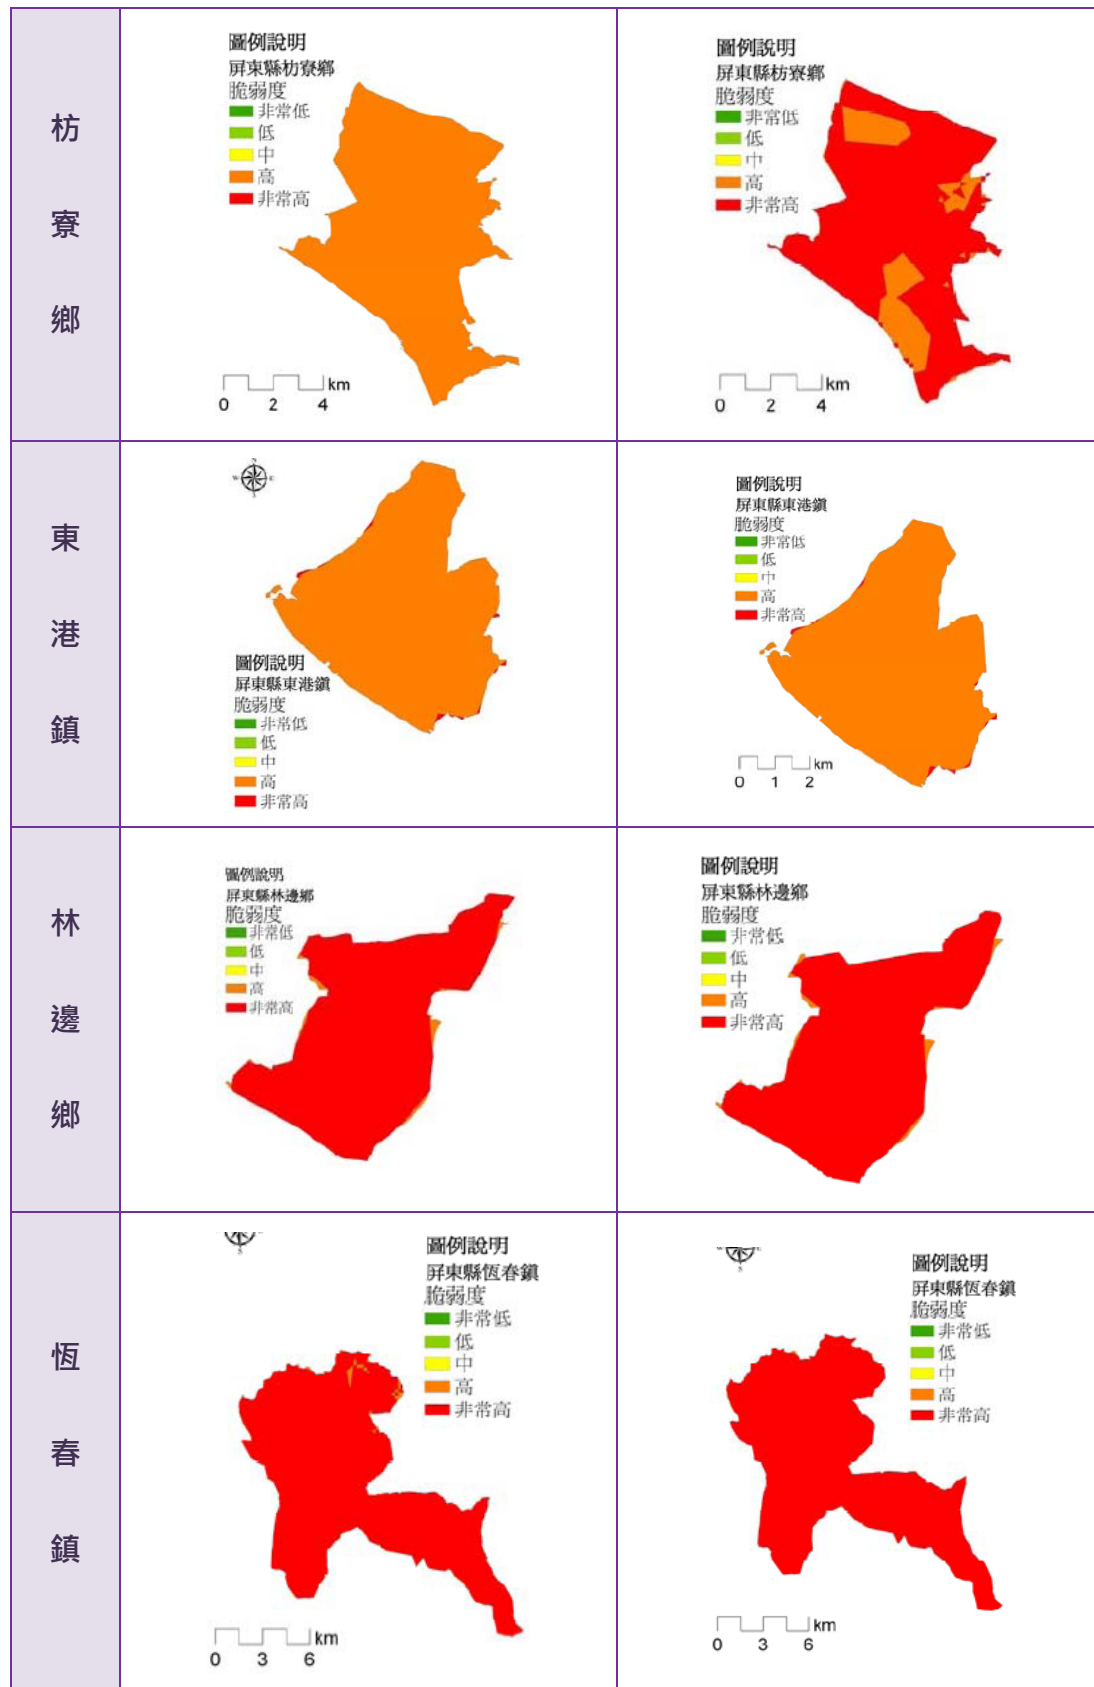 枋
寮
鄉
圖例說明
屏東縣枋寮鄉
脆弱度
非常低
低
中
高
非常高
km
0 2 4
圖例說明
屏東縣枋寮鄉
脆弱度
非常低
低
中
高
非常高
km
0 2 4
東
港
鎮
N
W E
S
圖例說明
屏東縣東港鎮
脆弱度
非常低
低
中
高
非常高
圖例說明
屏東縣東港鎮
脆弱度
非常低
低
中
高
非常高
km
0 1 2
林
邊
鄉
圖例說明
屏東縣林邊鄉
脆弱度
非常低
低
中
高
非常高
圖例說明
屏東縣林邊鄉
脆弱度
非常低
低
中
高
非常高
恆
春
鎮
S
圖例說明
屏東縣恆春鎮
脆弱度
非常低
低
中
高
非常高
km
0 3 6
S
圖例說明
屏東縣恆春鎮
脆弱度
非常低
低
中
高
非常高
km
0 3 6